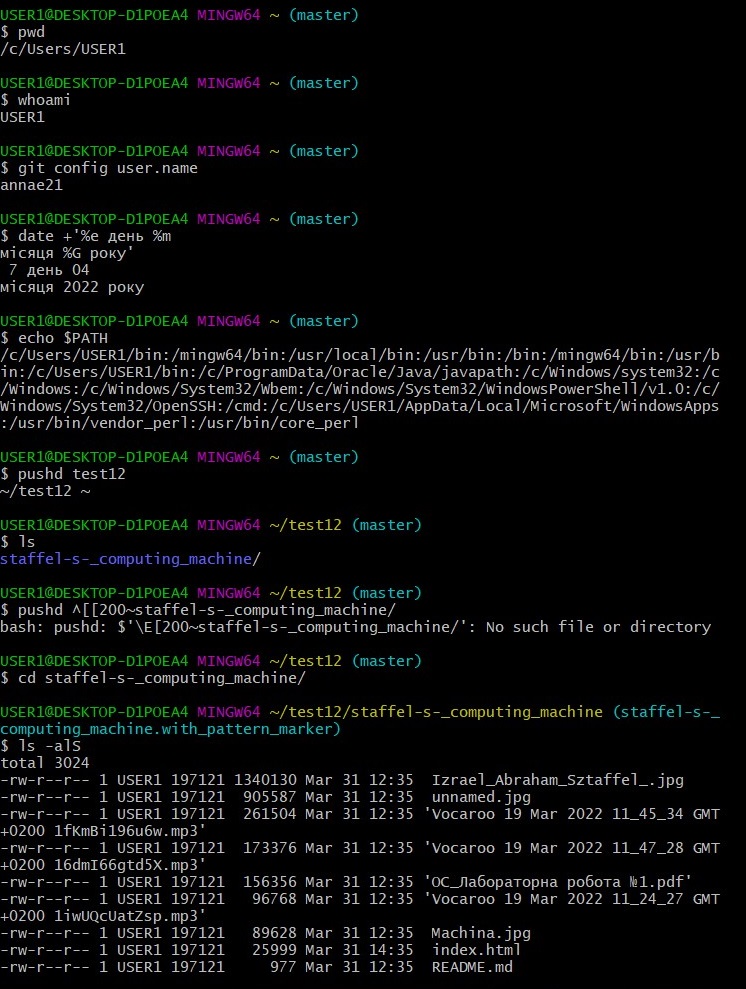 USER1@DESKTOP-D1POEA4 MINGW64 ~ (master)
$ pwd
/c/Users/USER1
USER1@DESKTOP-D1POEA4 MINGW64 ~ (master)
$ whoami
USER1
USER1@DESKTOP-D1POEA4 MINGW64 ~ (master)
$ git config user.name
annae21
USER1@DESKTOP-D1POEA4 MINGW64 ~ (master)
$ date +'%e день %m
місяця %G року'
 7 день 04
місяця 2022 року
USER1@DESKTOP-D1POEA4 MINGW64 ~ (master)
$ echo $PATH
/c/Users/USER1/bin:/mingw64/bin:/usr/local/bin:/usr/bin:/bin:/mingw64/bin:/usr/b
in:/c/Users/USER1/bin:/c/ProgramData/Oracle/Java/javapath:/c/Windows/system32:/c
/Windows:/c/Windows/System32/Wbem:/c/Windows/System32/WindowsPowerShell/v1.0:/c/
Windows/System32/OpenSSH:/cmd:/c/Users/USER1/AppData/Local/Microsoft/WindowsApps
:/usr/bin/vendor_perl:/usr/bin/core_perl
USER1@DESKTOP-D1POEA4 MINGW64 ~ (master)
$ pushd test12
~/test12 ~
USER1@DESKTOP-D1POEA4 MINGW64 ~/test12 (master)
$ ls
staffel-s-_computing_machine/
USER1@DESKTOP-D1POEA4 MINGW64 ~/test12 (master)
$ pushd ^[[200~staffel-s-_computing_machine/
bash: pushd: $'\E[200~staffel-s-_computing_machine/': No such file or directory
USER1@DESKTOP-D1POEA4 MINGW64 ~/test12 (master)
$ cd staffel-s-_computing_machine/
USER1@DESKTOP-D1POEA4 MINGW64 ~/test12/staffel-s-_computing_machine (staffel-s-_
computing_machine.with_pattern_marker)
$ ls -alS
total 3024
-rw-r--r-- 1 USER1 197121 1340130 Mar 31 12:35  Izrael_Abraham_Sztaffel_.jpg
-rw-r--r-- 1 USER1 197121  905587 Mar 31 12:35  unnamed.jpg
-rw-r--r-- 1 USER1 197121  261504 Mar 31 12:35 'Vocaroo 19 Mar 2022 11_45_34 GMT
+0200 1fKmBi196u6w.mp3'
-rw-r--r-- 1 USER1 197121  173376 Mar 31 12:35 'Vocaroo 19 Mar 2022 11_47_28 GMT
+0200 16dmI66gtd5X.mp3'
-rw-r--r-- 1 USER1 197121  156356 Mar 31 12:35 'ОС_Лабораторна робота №1.pdf'
-rw-r--r-- 1 USER1 197121   96768 Mar 31 12:35 'Vocaroo 19 Mar 2022 11_24_27 GMT
+0200 1iwUQcUatZsp.mp3'
-rw-r--r-- 1 USER1 197121   89628 Mar 31 12:35  Machina.jpg
-rw-r--r-- 1 USER1 197121   25999 Mar 31 14:35  index.html
-rw-r--r-- 1 USER1 197121     977 Mar 31 12:35  README.md